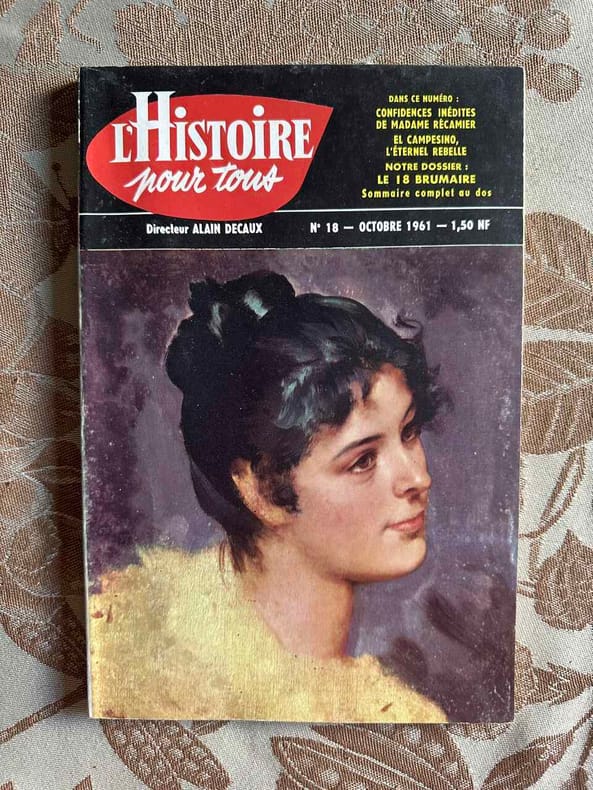 L'HISTOIRE
pour tous
DANS CE NUMÉRO :
CONFIDENCES INÉDITES
DE MADAME RÉCAMIER
EL CAMPESINO,
L'ÉTERNEL REBELLE
NOTRE DOSSIER :
LE 18 BRUMAIRE
Sommaire complet au dos
Directeur ALAIN DECAUX
N° 18 — OCTOBRE 1961 — 1,50 NF